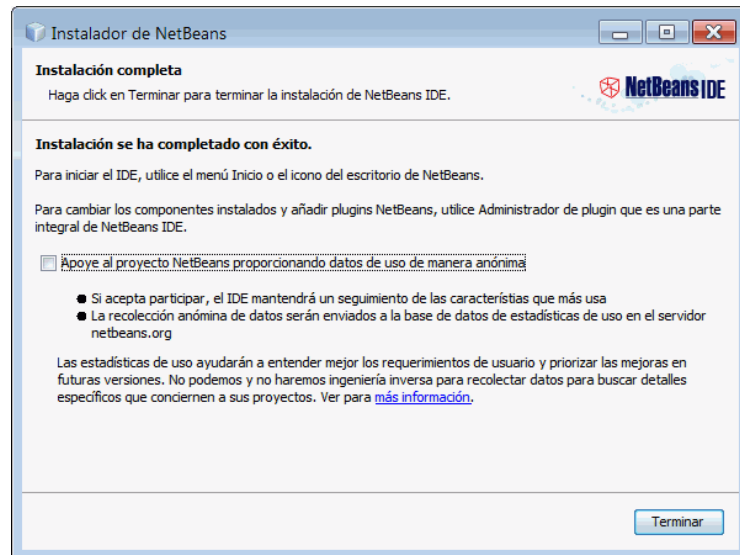 Instalador de NetBeans
Instalación completa
Haga click en Terminar para terminar la instalación de NetBeans IDE.
NetBeans IDE
Instalación se ha completado con éxito.
Para iniciar el IDE, utilice el menú Inicio o el icono del escritorio de NetBeans.
Para cambiar los componentes instalados y añadir plugins NetBeans, utilice Administrador de plugin que es una parte
integral de NetBeans IDE.
Apoye al proyecto NetBeans proporcionando datos de uso de manera anónima
● Si acepta participar, el IDE mantendrá un seguimiento de las característias que más usa
● La recolección anómina de datos serán enviados a la base de datos de estadísticas de uso en el servidor
netbeans.org
Las estadísticas de uso ayudarán a entender mejor los requerimientos de usuario y priorizar las mejoras en
futuras versiones. No podemos y no haremos ingeniería inversa para recolectar datos para buscar detalles
específicos que conciernen a sus proyectos. Ver para más información.
Terminar